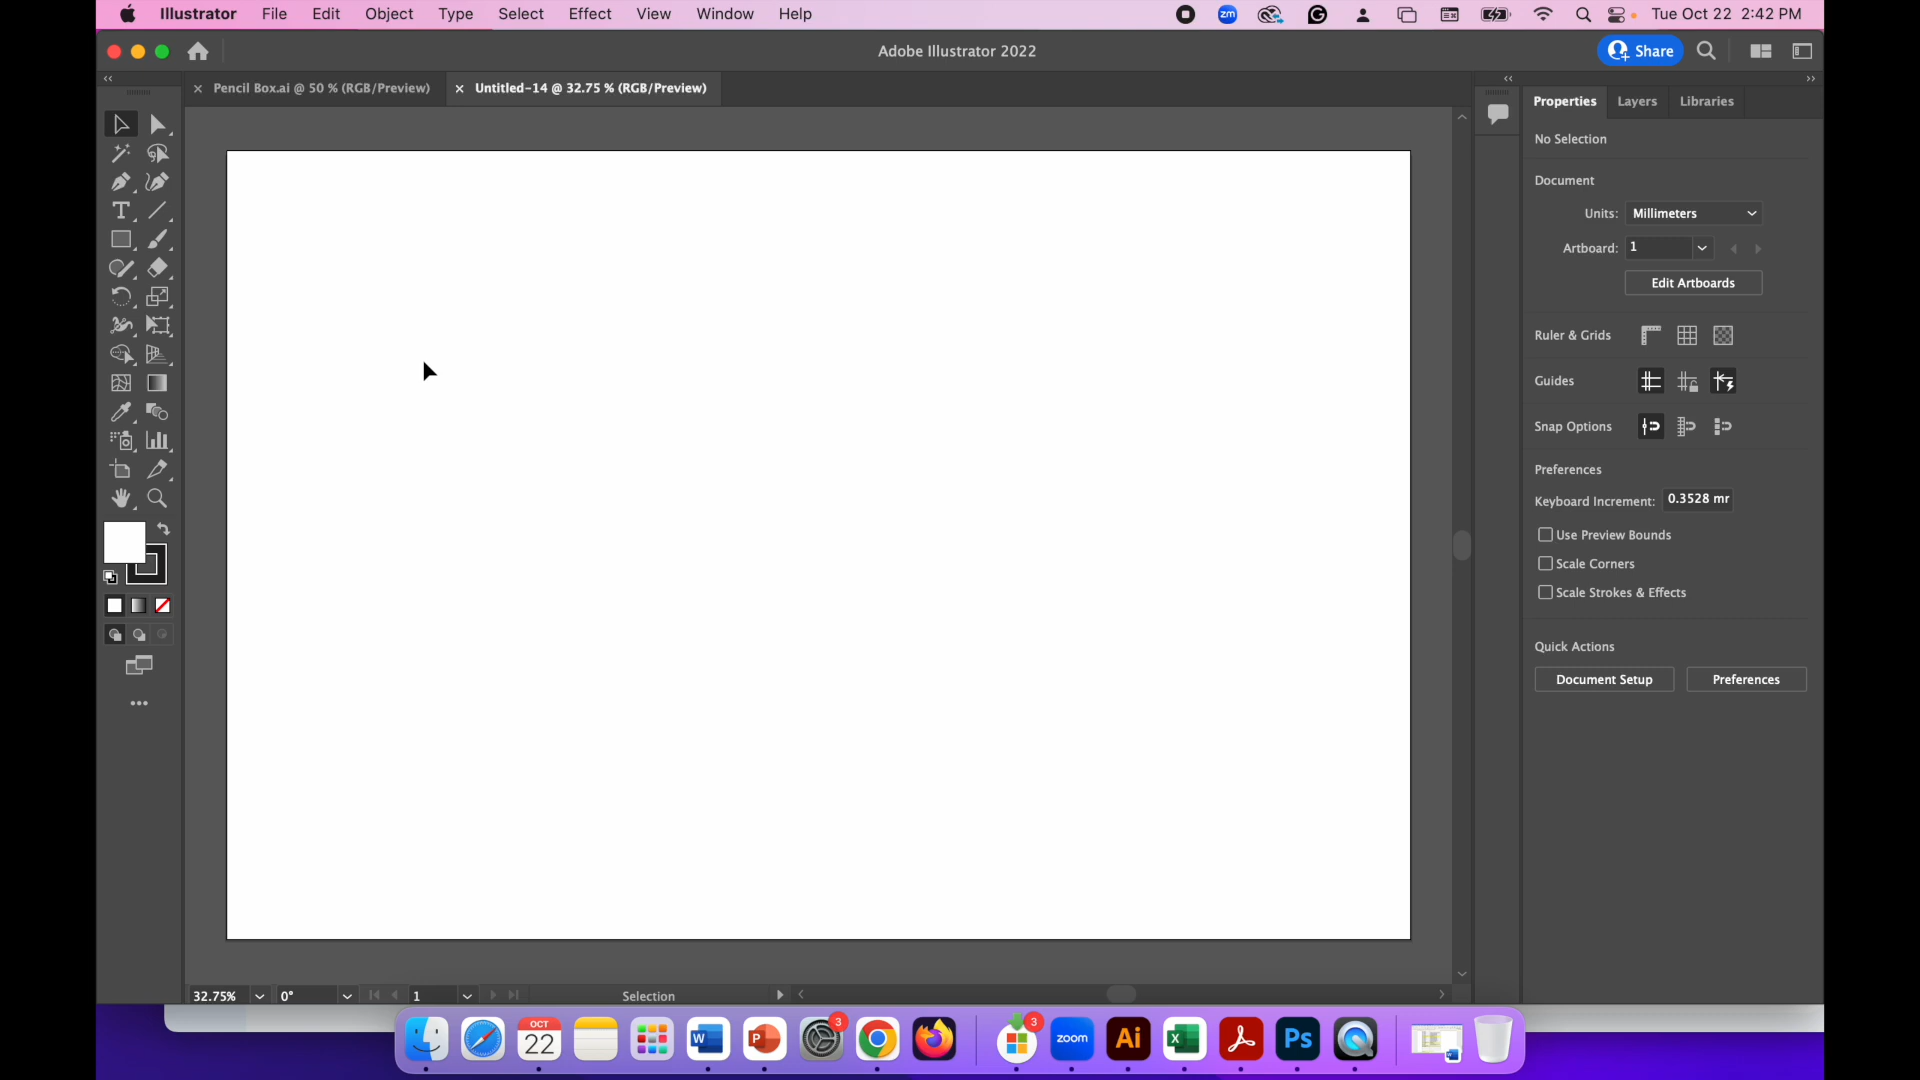 Illustrator File Edit Object Type Select Effect View Window Help zm Tue Oct 22 2:42 PM
Adobe Illustrator 2022 Share
Pencil Box.ai @ 50 % (RGB/Preview) Untitled-14 @ 32.75 % (RGB/Preview)
Properties Layers Libraries
No Selection
Document
Units: Millimeters
Artboard: 1
Edit Artboards
Ruler & Grids
Guides
Snap Options
Preferences
Keyboard Increment: 0.3528 mr
Use Preview Bounds
Scale Corners
Scale Strokes & Effects
Quick Actions
Document Setup Preferences
32.75% 0° 1 Selection
OCT
22
W
P
3
3
zoom
Ai
X
Ps